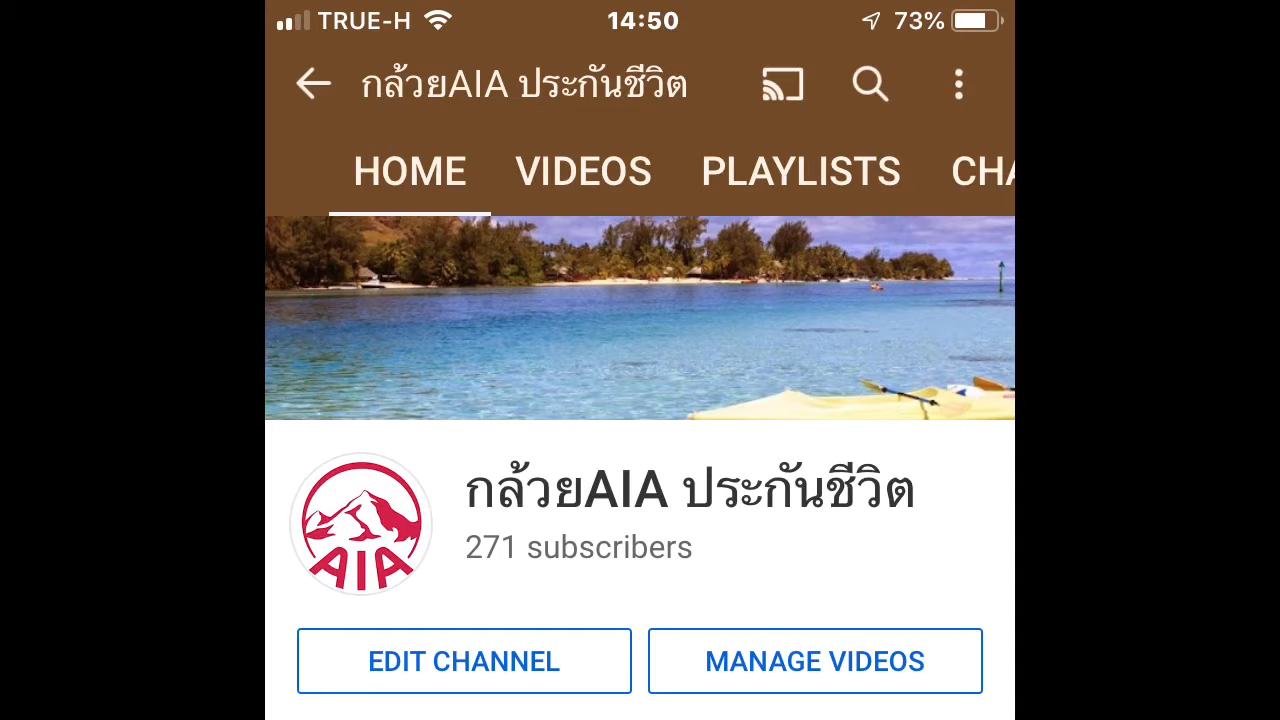 TRUE-H 14:50 73%
กล้วยAIA ประกันชีวิต
HOME VIDEOS PLAYLISTS CHA
กล้วยAIA ประกันชีวิต
271 subscribers
AIA
EDIT CHANNEL MANAGE VIDEOS